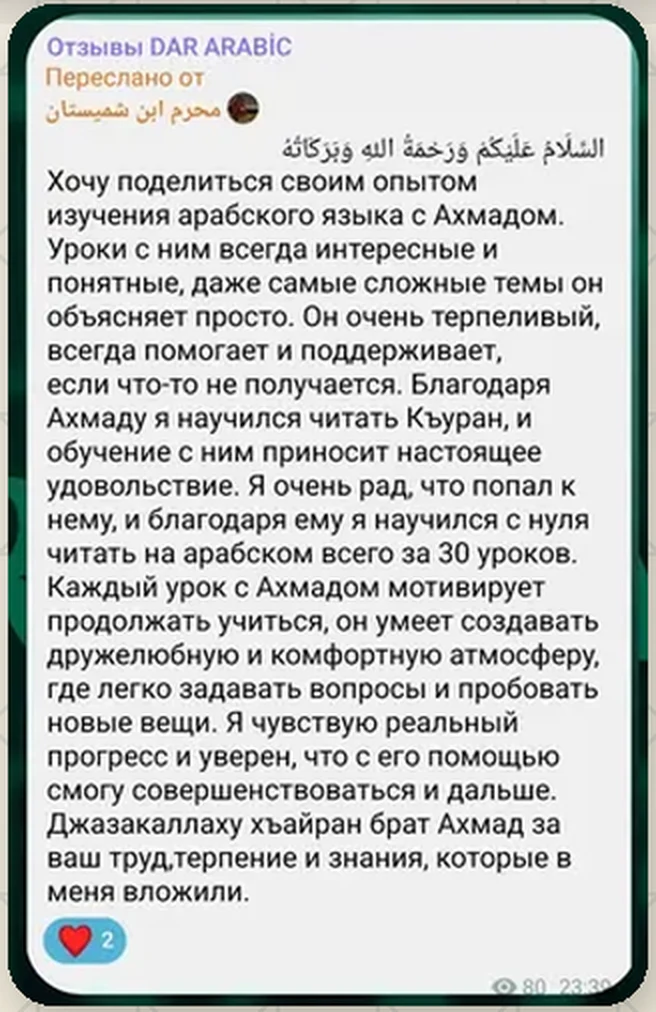 Отзывы DAR ARABİC
Переслано от
محرم ابن شميستان
السَّلَامُ عَلَيْكُمْ وَرَحْمَةُ اللهِ وَبَرَكَاتُهُ
Хочу поделиться своим опытом
изучения арабского языка с Ахмадом.
Уроки с ним всегда интересные и
понятные, даже самые сложные темы он
объясняет просто. Он очень терпеливый,
всегда помогает и поддерживает,
если что-то не получается. Благодаря
Ахмаду я научился читать Къуран, и
обучение с ним приносит настоящее
удовольствие. Я очень рад, что попал к
нему, и благодаря ему я научился с нуля
читать на арабском всего за 30 уроков.
Каждый урок с Ахмадом мотивирует
продолжать учиться, он умеет создавать
дружелюбную и комфортную атмосферу,
где легко задавать вопросы и пробовать
новые вещи. Я чувствую реальный
прогресс и уверен, что с его помощью
смогу совершенствоваться и дальше.
Джазакаллаху хъайран брат Ахмад за
ваш труд,терпение и знания, которые в
меня вложили.
2
80 23:39